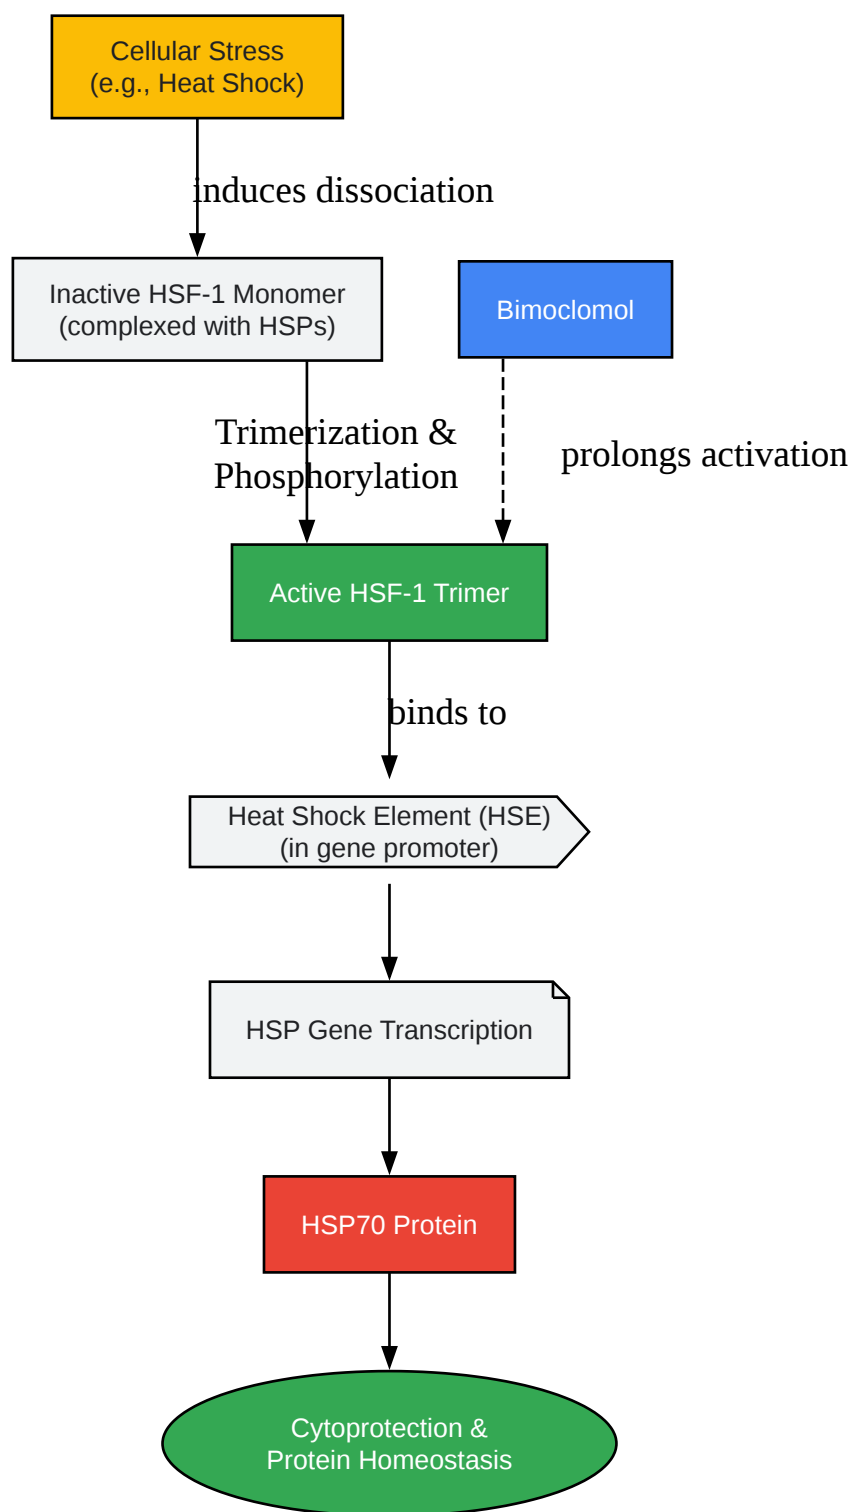 Cellular Stress
(e.g., Heat Shock)
induces dissociation
Inactive HSF-1 Monomer
(complexed with HSPs)
Bimoclomol
Trimerization &
Phosphorylation
prolongs activation
Active HSF-1 Trimer
binds to
Heat Shock Element (HSE)
(in gene promoter)
HSP Gene Transcription
HSP70 Protein
Cytoprotection &
Protein Homeostasis